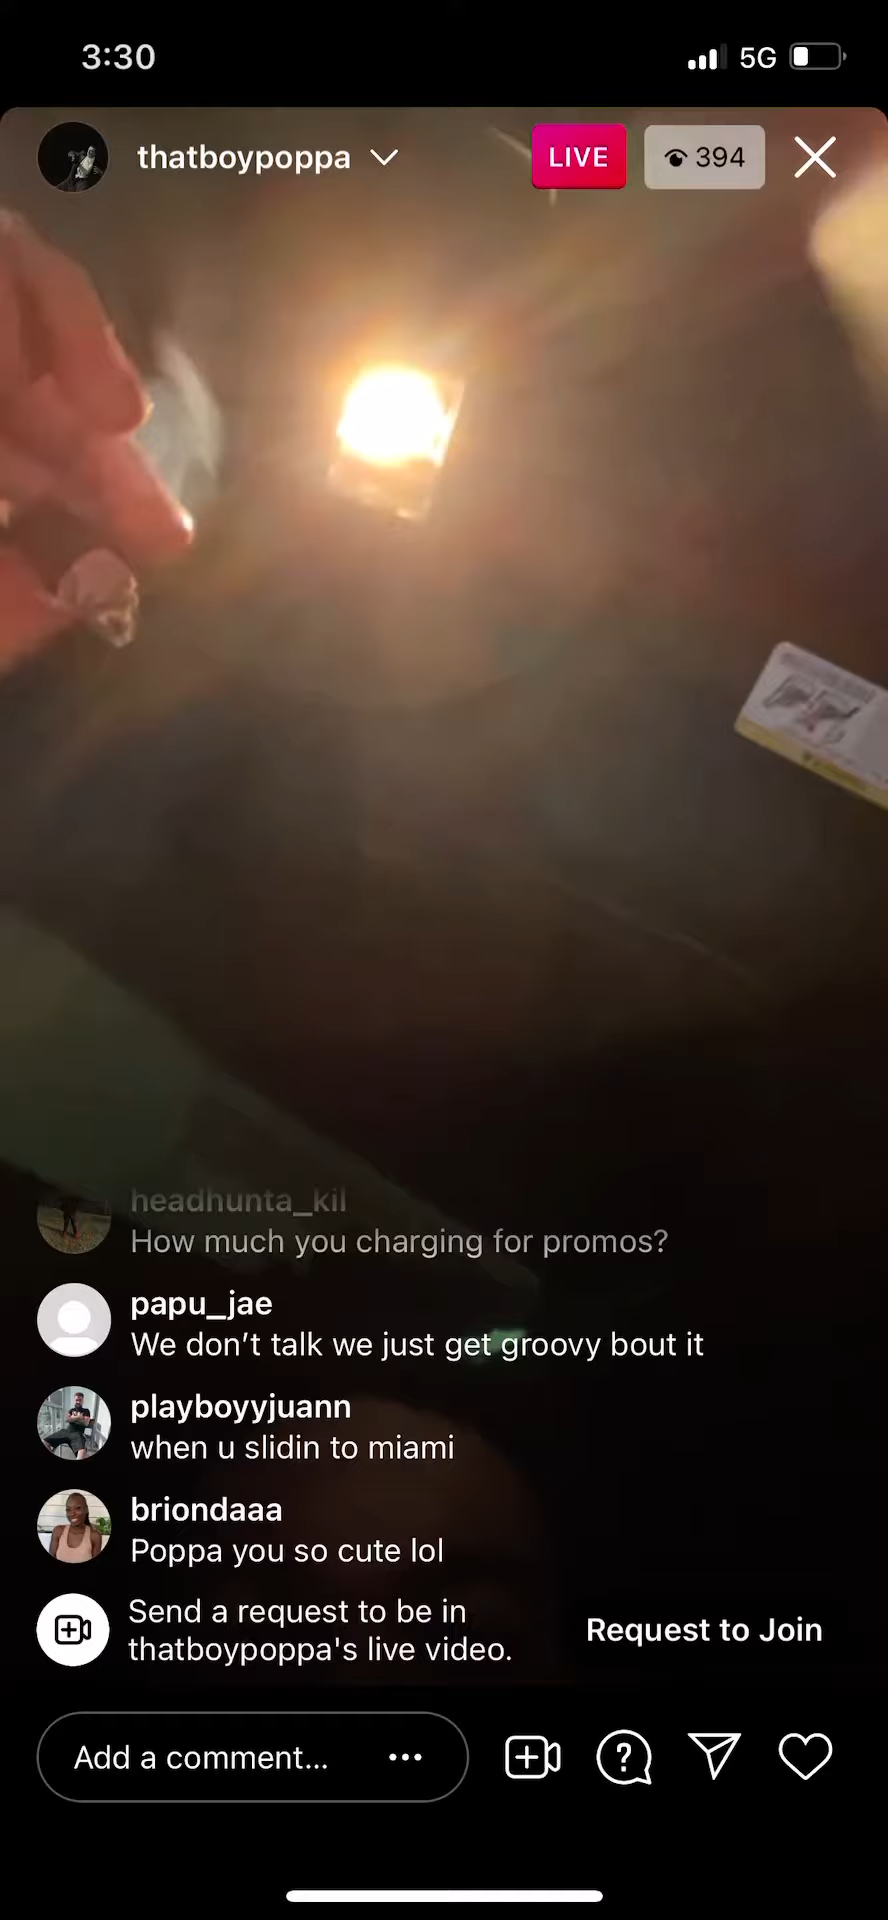 3:30
5G
thatboypoppa
LIVE
394
headhunta_kil
How much you charging for promos?
papu_jae
We don’t talk we just get groovy bout it
playboyyjuann
when u slidin to miami
briondaaa
Poppa you so cute lol
Send a request to be in
thatboypoppa's live video.
Request to Join
Add a comment...